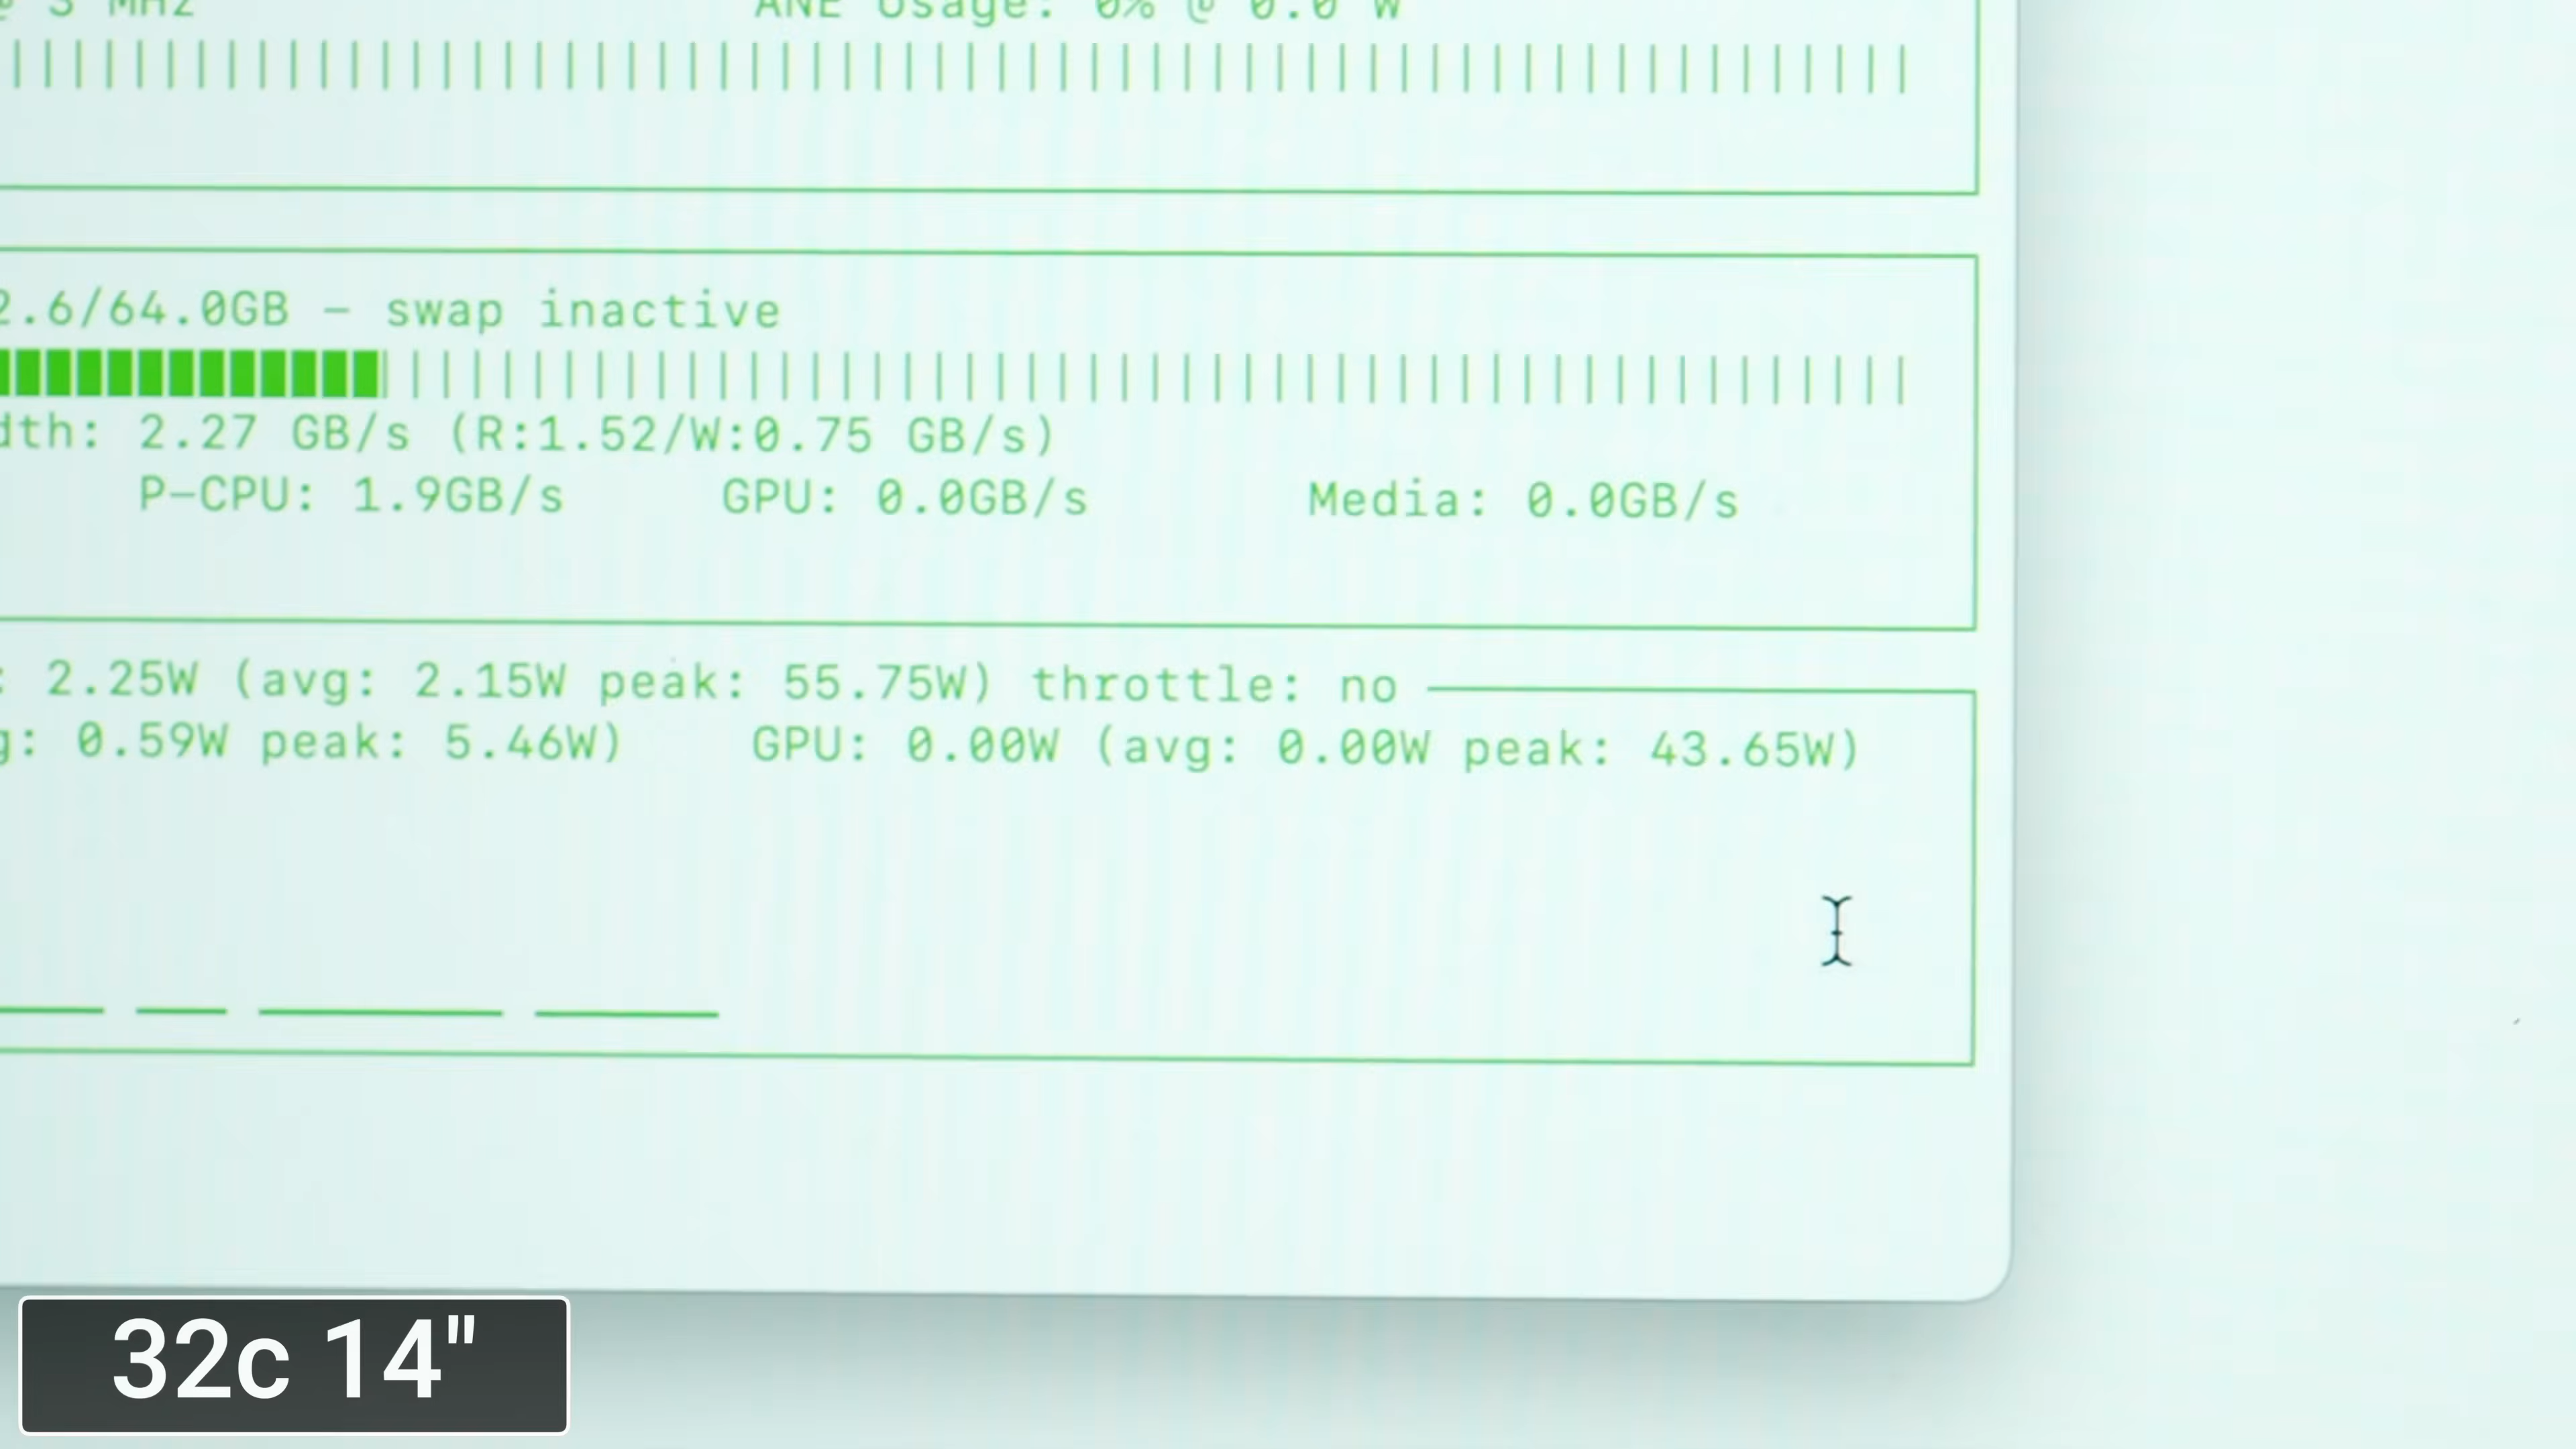 @ 3 MHz ANE Usage: 0% @ 0.0 W
2.6/64.0GB – swap inactive
dth: 2.27 GB/s (R:1.52/W:0.75 GB/s)
P–CPU: 1.9GB/s GPU: 0.0GB/s Media: 0.0GB/s
: 2.25W (avg: 2.15W peak: 55.75W) throttle: no
g: 0.59W peak: 5.46W) GPU: 0.00W (avg: 0.00W peak: 43.65W)
32c 14"